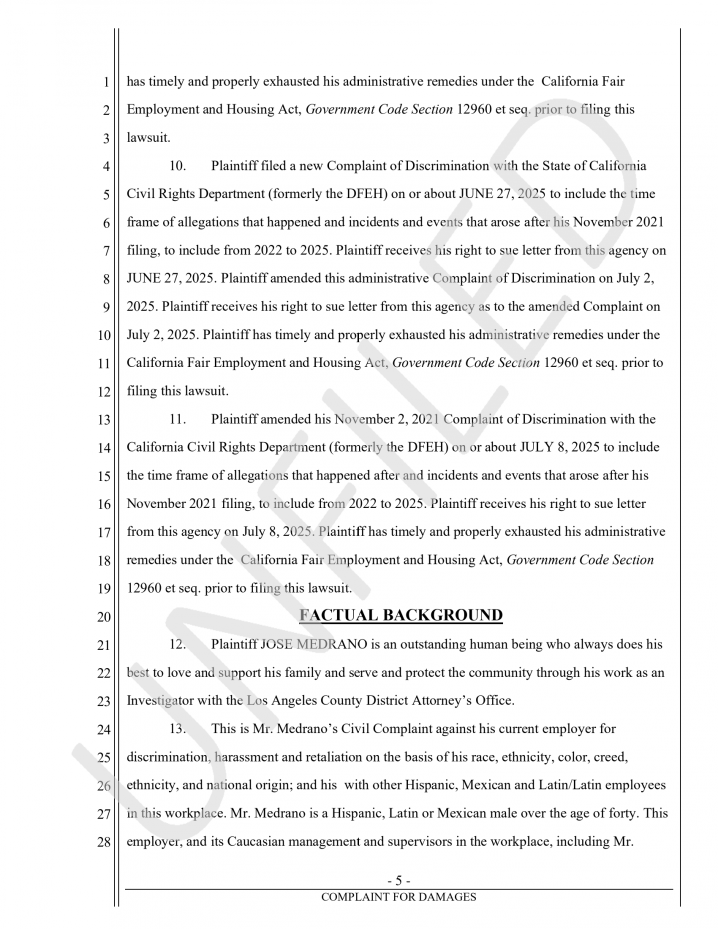 1 has timely and properly exhausted his administrative remedies under the  California Fair
2 Employment and Housing Act, Government Code Section 12960 et seq. prior to filing this
3 lawsuit.
4 10. Plaintiff filed a new Complaint of Discrimination with the State of California
5 Civil Rights Department (formerly the DFEH) on or about JUNE 27, 2025 to include the time
6 frame of allegations that happened and incidents and events that arose after his November 2021
7 filing, to include from 2022 to 2025. Plaintiff receives his right to sue letter from this agency on
8 JUNE 27, 2025. Plaintiff amended this administrative Complaint of Discrimination on July 2,
9 2025. Plaintiff receives his right to sue letter from this agency as to the amended Complaint on
10 July 2, 2025. Plaintiff has timely and properly exhausted his administrative remedies under the
11 California Fair Employment and Housing Act, Government Code Section 12960 et seq. prior to
12 filing this lawsuit.
13 11. Plaintiff amended his November 2, 2021 Complaint of Discrimination with the
14 California Civil Rights Department (formerly the DFEH) on or about JULY 8, 2025 to include
15 the time frame of allegations that happened after and incidents and events that arose after his
16 November 2021 filing, to include from 2022 to 2025. Plaintiff receives his right to sue letter
17 from this agency on July 8, 2025. Plaintiff has timely and properly exhausted his administrative
18 remedies under the  California Fair Employment and Housing Act, Government Code Section
19 12960 et seq. prior to filing this lawsuit.
20 FACTUAL BACKGROUND
21 12. Plaintiff JOSE MEDRANO is an outstanding human being who always does his
22 best to love and support his family and serve and protect the community through his work as an
23 Investigator with the Los Angeles County District Attorney's Office.
24 13. This is Mr. Medrano's Civil Complaint against his current employer for
25 discrimination, harassment and retaliation on the basis of his race, ethnicity, color, creed,
26 ethnicity, and national origin; and his  with other Hispanic, Mexican and Latin/Latin employees
27 in this workplace. Mr. Medrano is a Hispanic, Latin or Mexican male over the age of forty. This
28 employer, and its Caucasian management and supervisors in the workplace, including Mr.
- 5 -
COMPLAINT FOR DAMAGES
UNFILED